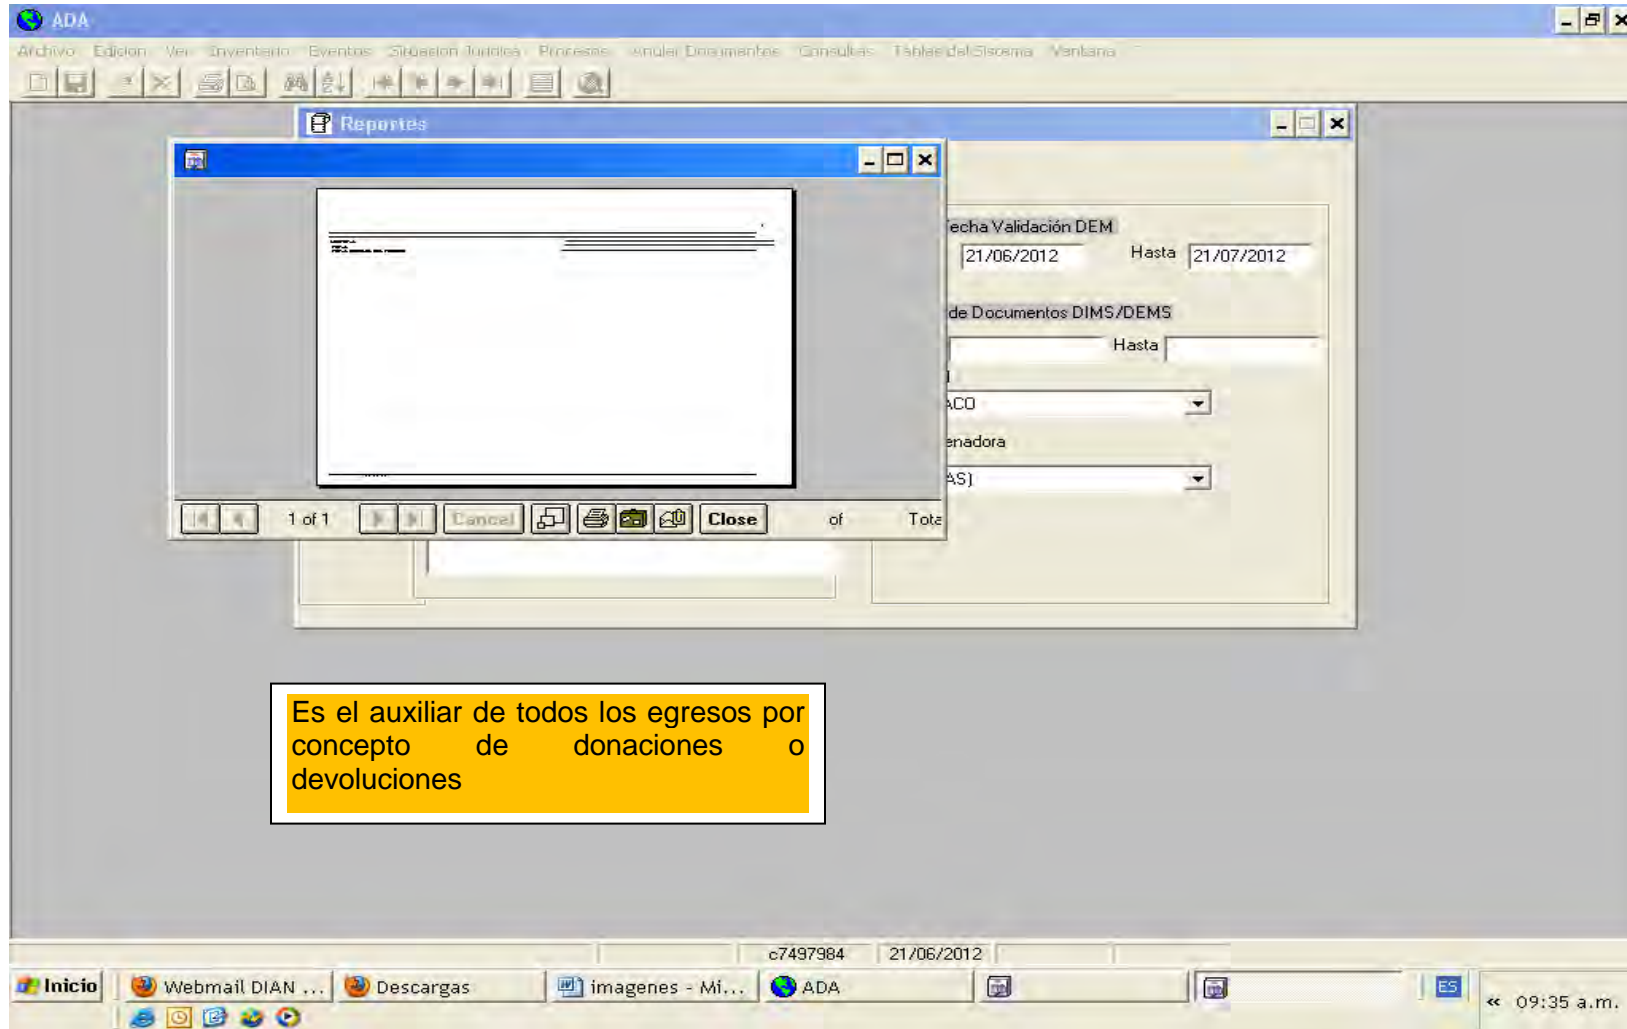 ADA
Archivo Edicion Ver Inventario Eventos Situacion Juridica Procesos Anular Documentos Consultas Tablas del Sistema Ventana
Reportes
echa Validación DEM
21/06/2012 Hasta 21/07/2012
de Documentos DIMS/DEMS
Hasta
ACO
enadora
AS)
1 of 1 Cancel Close of Tota
Es el auxiliar de todos los egresos por
concepto de donaciones o
devoluciones
c7497984 21/06/2012
Inicio Webmail DIAN ... Descargas imagenes - Mi... ADA ES « 09:35 a.m.